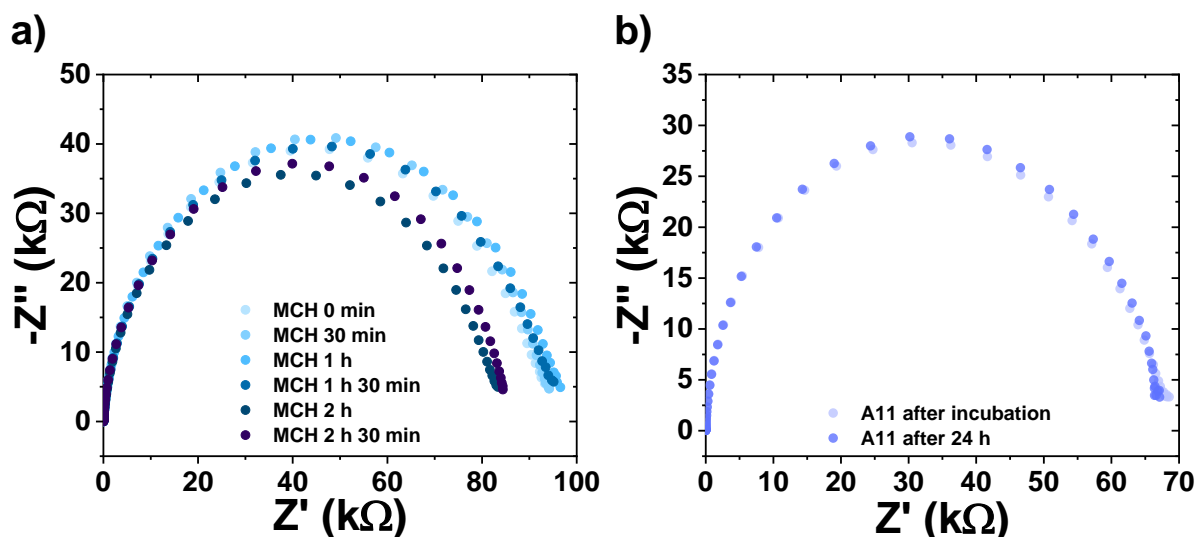 a)
50
40
30
20
10
0
-Z" (kΩ)
MCH 0 min
MCH 30 min
MCH 1 h
MCH 1 h 30 min
MCH 2 h
MCH 2 h 30 min
0 20 40 60 80 100
Z' (kΩ)
b)
35
30
25
20
15
10
5
0
-Z" (kΩ)
A11 after incubation
A11 after 24 h
0 10 20 30 40 50 60 70
Z' (kΩ)